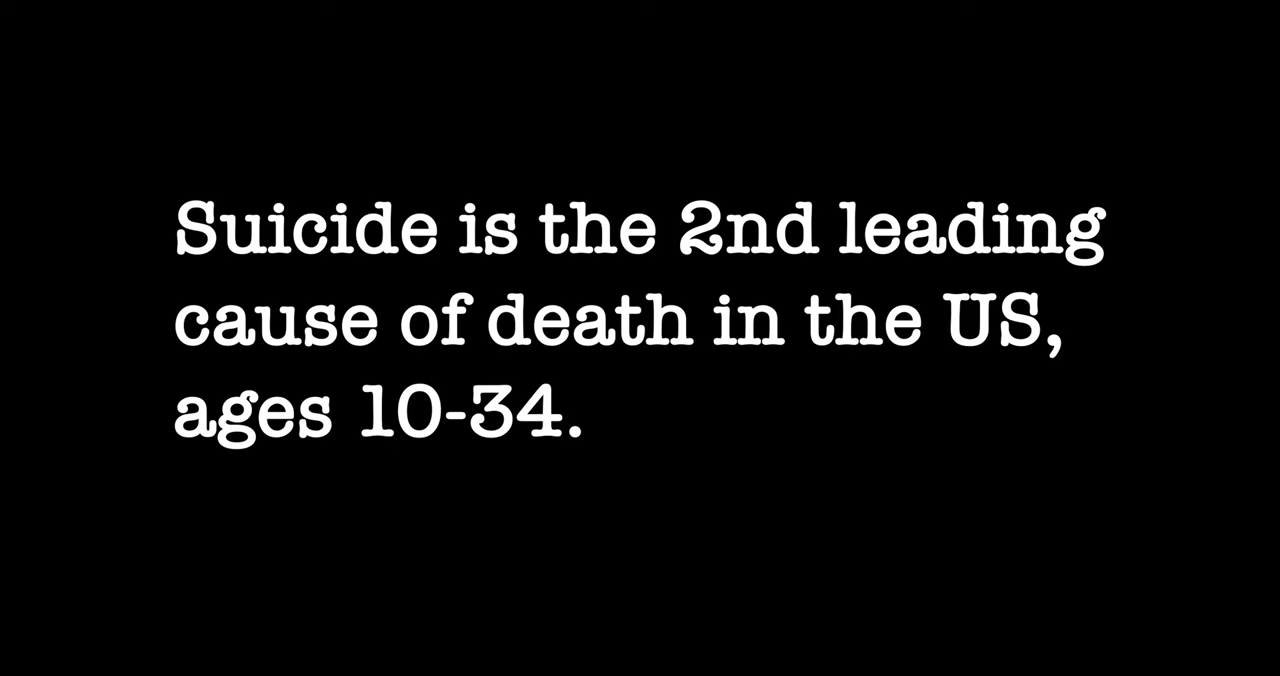 Suicide is the 2nd leading
cause of death in the US,
ages 10-34.